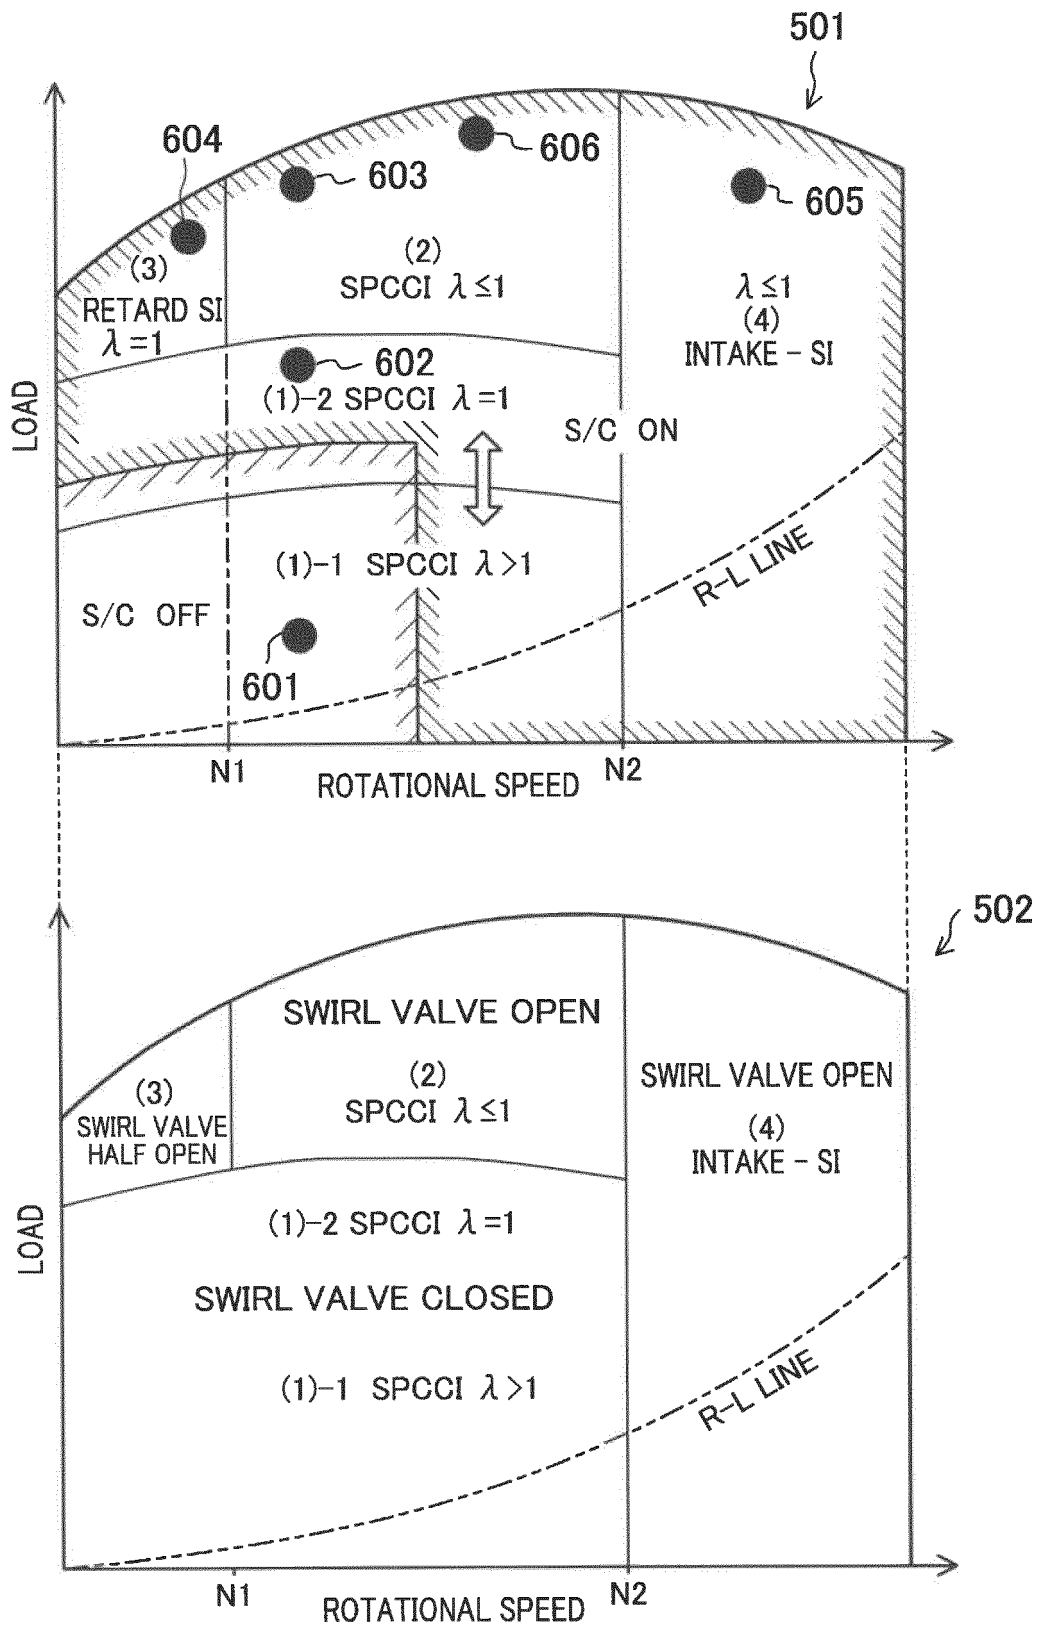 501
604
603
606
605
(3)
RETARD SI
λ=1
(2)
SPCCI λ≤1
λ≤1
(4)
INTAKE-SI
602
(1)-2 SPCCI λ=1
S/C ON
LOAD
(1)-1 SPCCI λ>1
R-L LINE
S/C OFF
601
N1
N2
ROTATIONAL SPEED
502
SWIRL VALVE OPEN
(2)
SPCCI λ≤1
(3)
SWIRL VALVE
HALF OPEN
SWIRL VALVE OPEN
(4)
INTAKE-SI
(1)-2 SPCCI λ=1
LOAD
SWIRL VALVE CLOSED
(1)-1 SPCCI λ>1
R-L LINE
N1
N2
ROTATIONAL SPEED